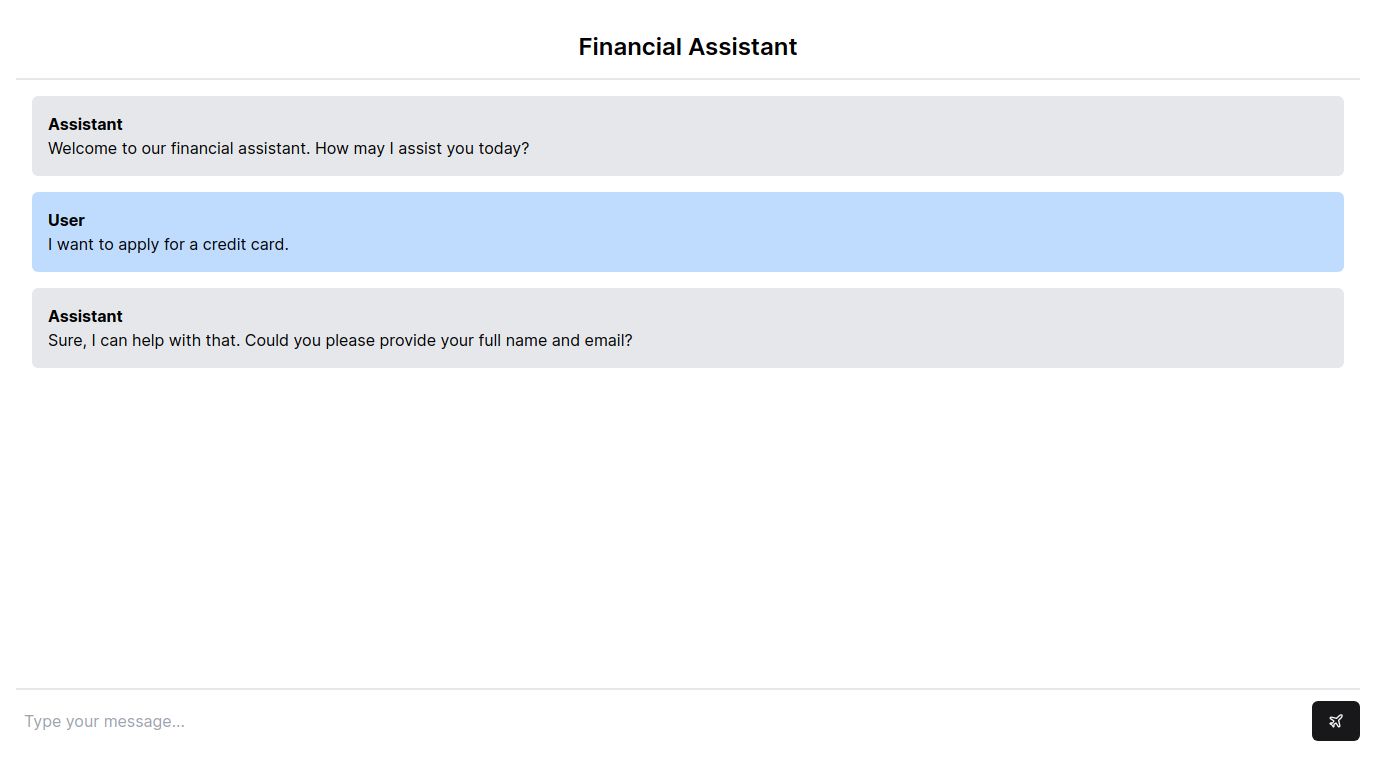 Financial Assistant
Assistant
Welcome to our financial assistant. How may I assist you today?
User
I want to apply for a credit card.
Assistant
Sure, I can help with that. Could you please provide your full name and email?
Type your message...